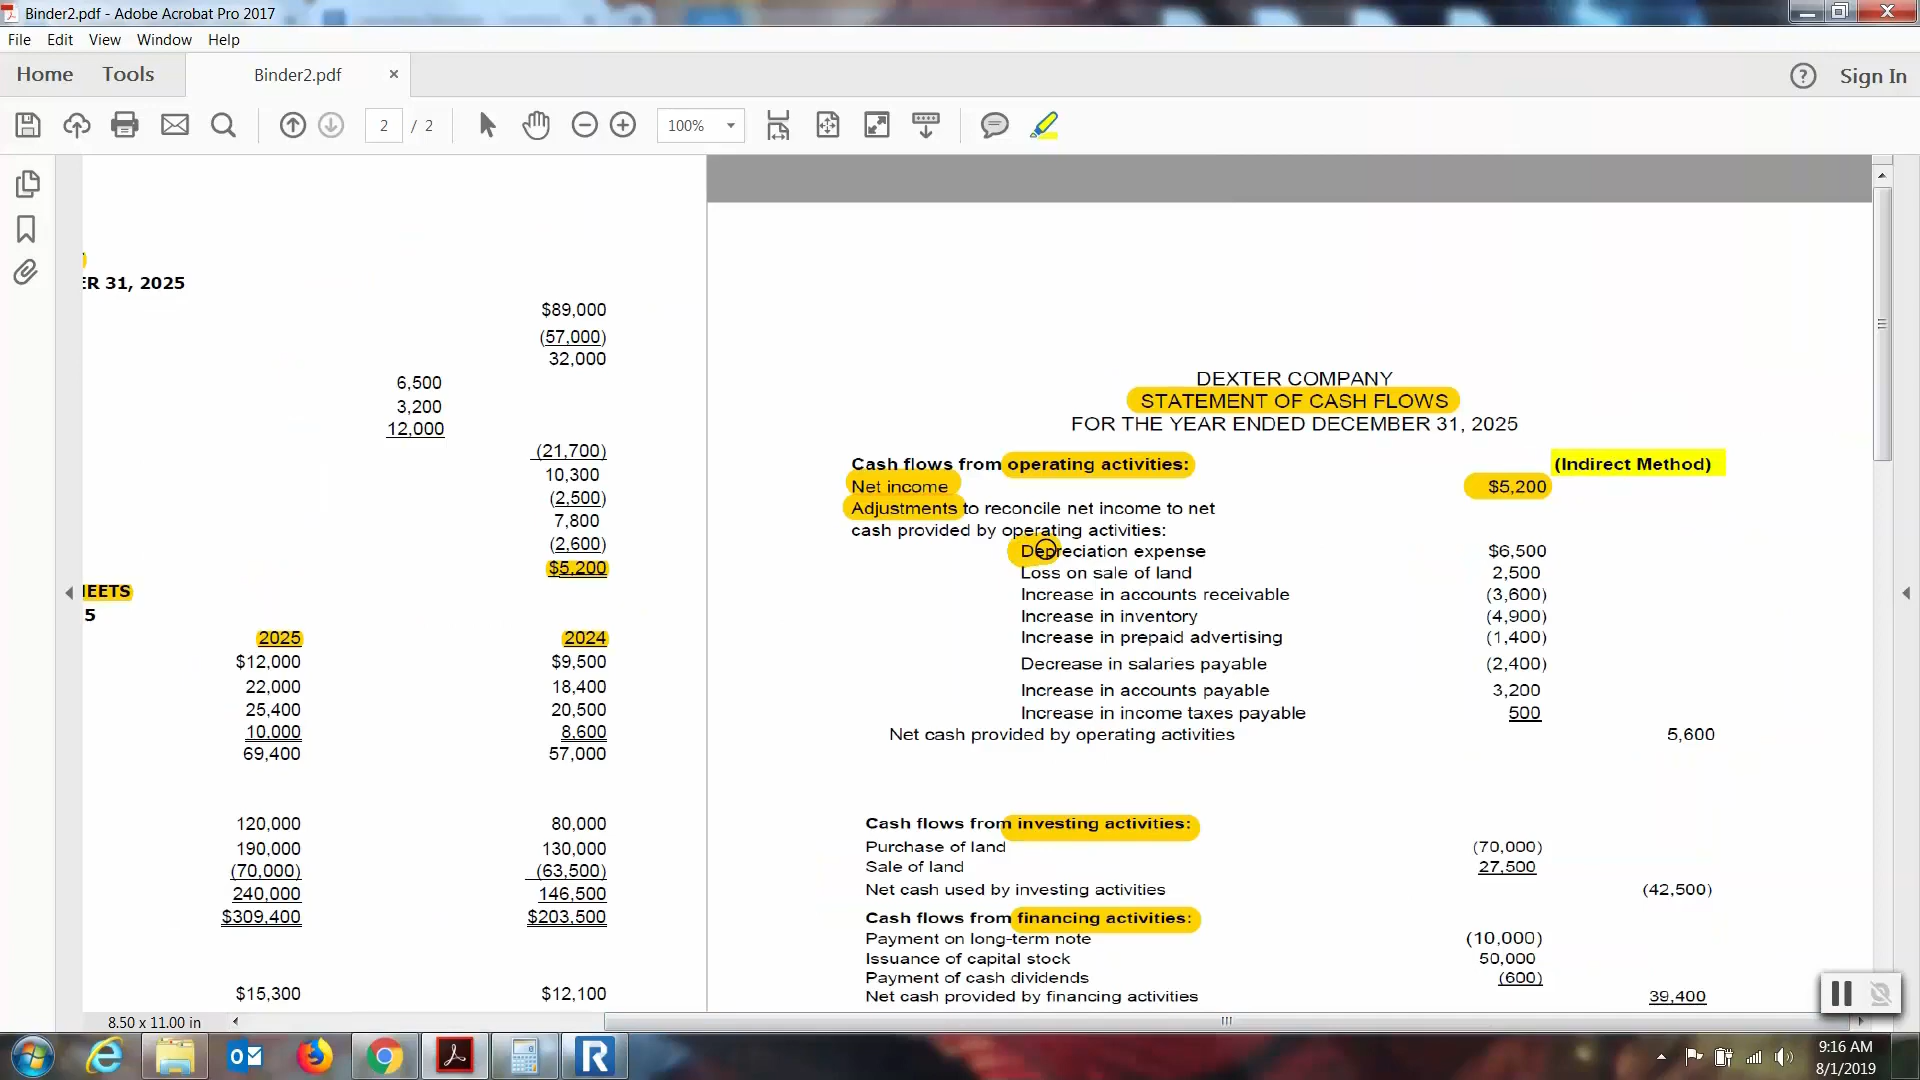 Binder2.pdf - Adobe Acrobat Pro 2017
File Edit View Window Help
Home Tools Binder2.pdf × ? Sign In
2 / 2 100%
ER 31, 2025
$89,000
(57,000)
32,000
6,500
3,200
12,000
(21,700)
10,300
(2,500)
7,800
(2,600)
$5,200
EETS
5
2025 2024
$12,000 $9,500
22,000 18,400
25,400 20,500
10,000 8,600
69,400 57,000
120,000 80,000
190,000 130,000
(70,000) (63,500)
240,000 146,500
$309,400 $203,500
$15,300 $12,100
DEXTER COMPANY
STATEMENT OF CASH FLOWS
FOR THE YEAR ENDED DECEMBER 31, 2025
Cash flows from operating activities: (Indirect Method)
Net income $5,200
Adjustments to reconcile net income to net
cash provided by operating activities:
Depreciation expense $6,500
Loss on sale of land 2,500
Increase in accounts receivable (3,600)
Increase in inventory (4,900)
Increase in prepaid advertising (1,400)
Decrease in salaries payable (2,400)
Increase in accounts payable 3,200
Increase in income taxes payable 500
Net cash provided by operating activities 5,600
Cash flows from investing activities:
Purchase of land (70,000)
Sale of land 27,500
Net cash used by investing activities (42,500)
Cash flows from financing activities:
Payment on long-term note (10,000)
Issuance of capital stock 50,000
Payment of cash dividends (600)
Net cash provided by financing activities 39,400
8.50 x 11.00 in
9:16 AM
8/1/2019